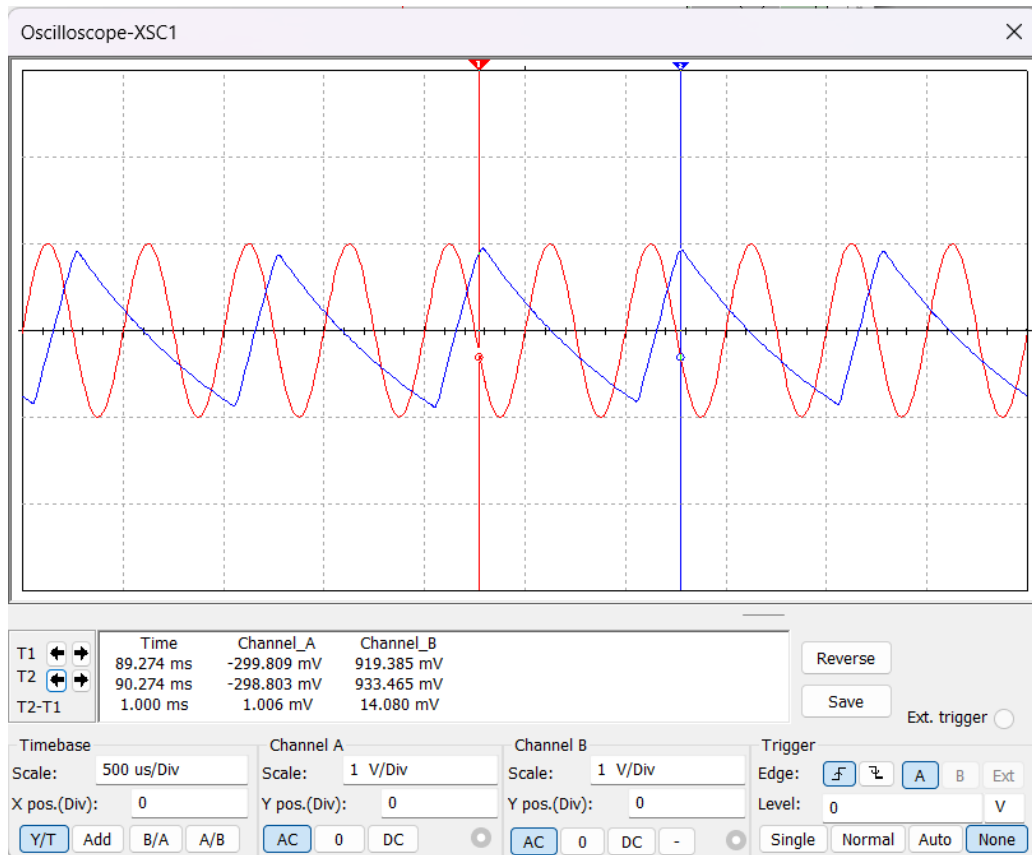 Oscilloscope-XSC1
1
2
Time Channel_A Channel_B
T1 89.274 ms -299.809 mV 919.385 mV
T2 90.274 ms -298.803 mV 933.465 mV
T2-T1 1.000 ms 1.006 mV 14.080 mV
Reverse
Save
Ext. trigger
Timebase
Scale: 500 us/Div
X pos.(Div): 0
Y/T Add B/A A/B
Channel A
Scale: 1 V/Div
Y pos.(Div): 0
AC 0 DC
Channel B
Scale: 1 V/Div
Y pos.(Div): 0
AC 0 DC -
Trigger
Edge: A B Ext
Level: 0 V
Single Normal Auto None